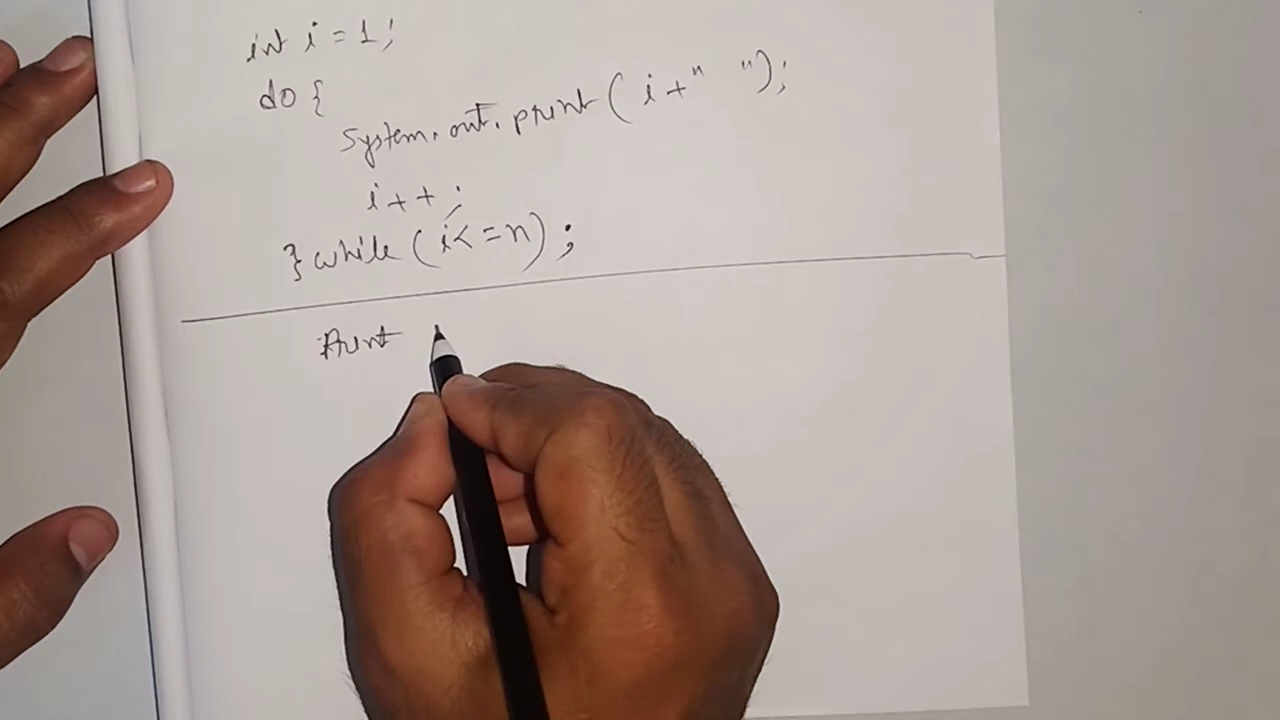 int i = 1;
do {
System.out.print( i+" ");
i++;
} while (i<=n);
Print